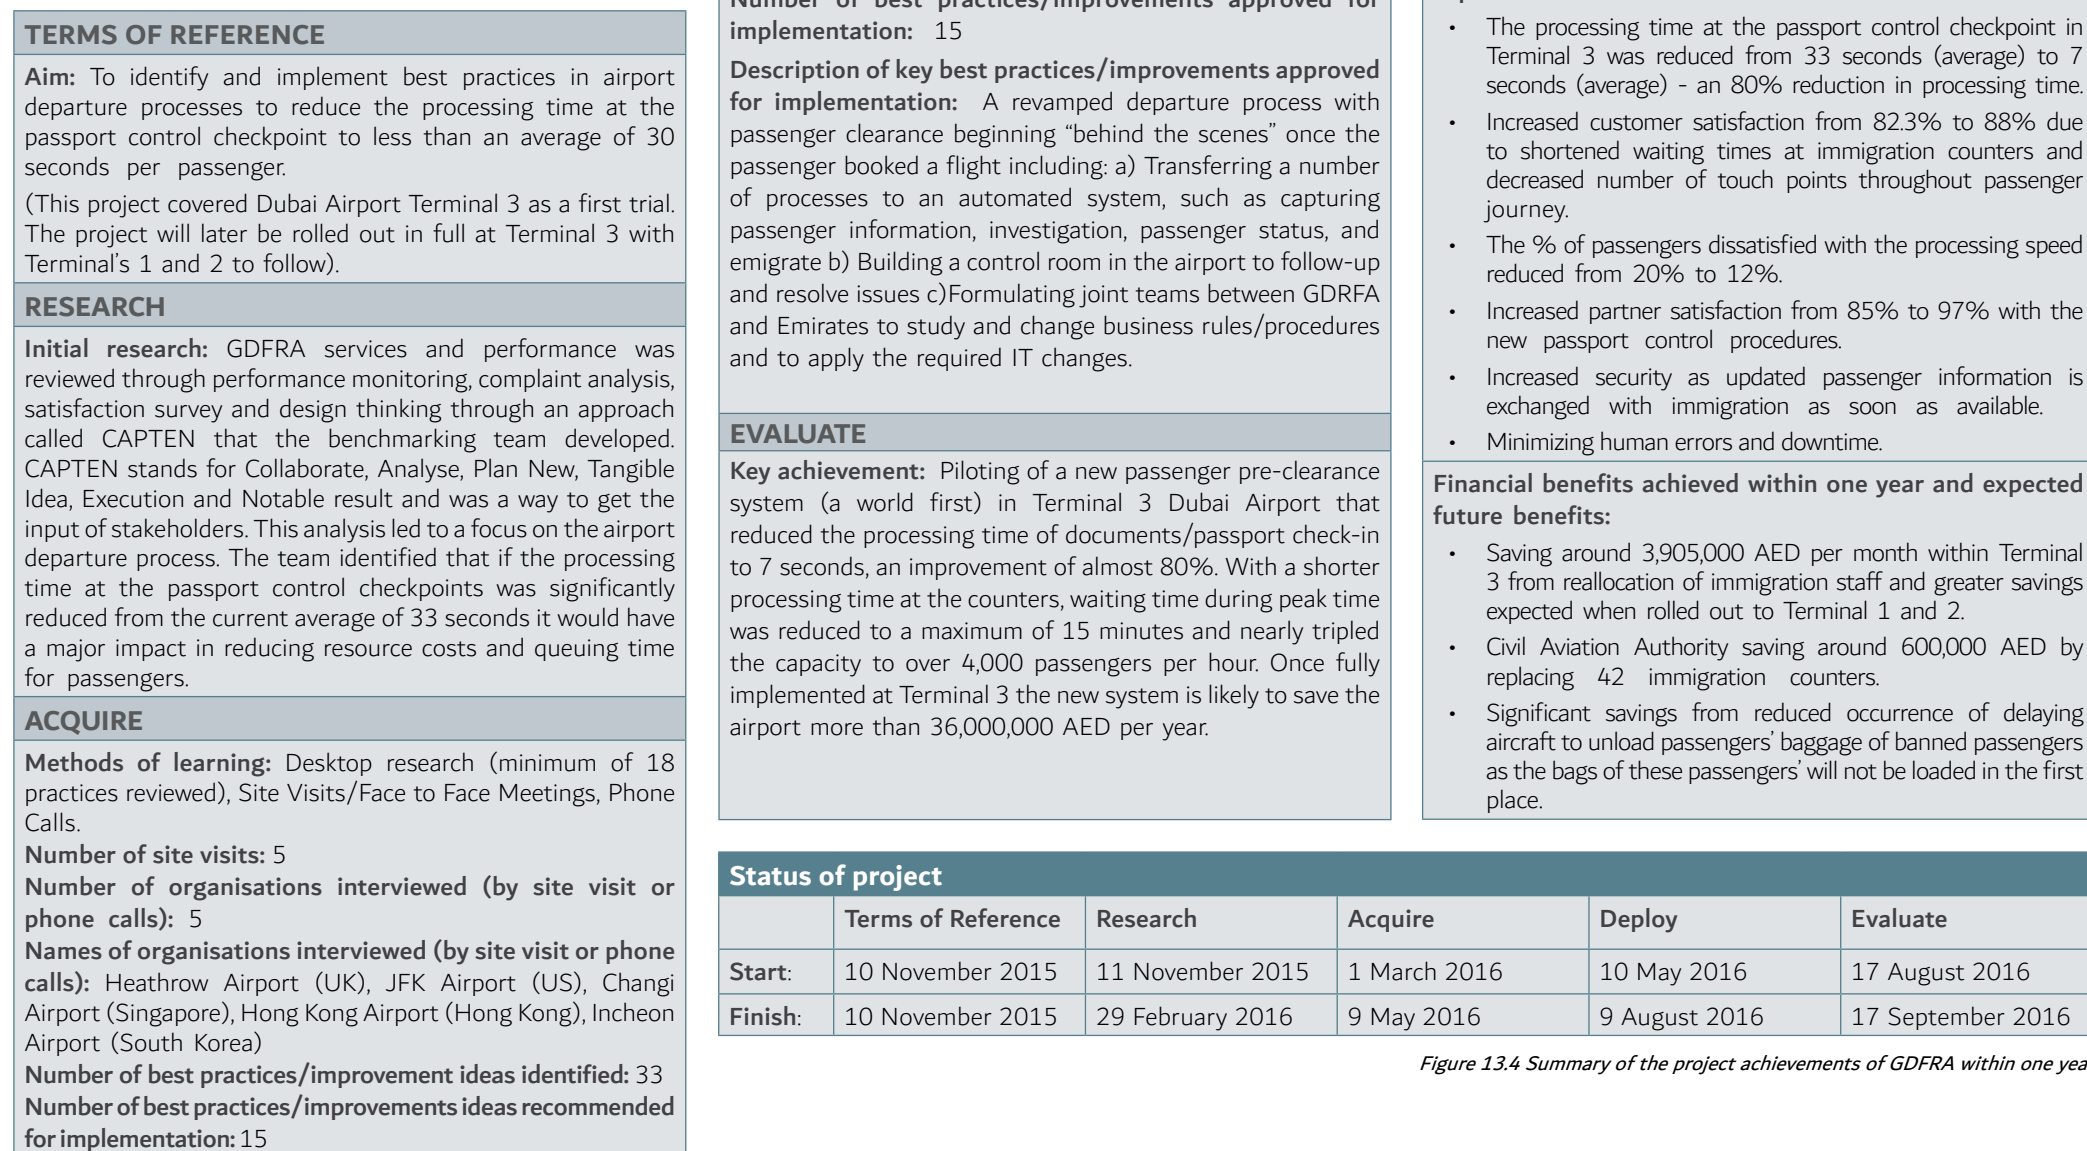 TERMS OF REFERENCE
Aim: To identify and implement best practices in airport
departure processes to reduce the processing time at the
passport control checkpoint to less than an average of 30
seconds per passenger.
(This project covered Dubai Airport Terminal 3 as a first trial.
The project will later be rolled out in full at Terminal 3 with
Terminal's 1 and 2 to follow).
RESEARCH
Initial research: GDFRA services and performance was
reviewed through performance monitoring, complaint analysis,
satisfaction survey and design thinking through an approach
called CAPTEN that the benchmarking team developed.
CAPTEN stands for Collaborate, Analyse, Plan New, Tangible
Idea, Execution and Notable result and was a way to get the
input of stakeholders. This analysis led to a focus on the airport
departure process. The team identified that if the processing
time at the passport control checkpoints was significantly
reduced from the current average of 33 seconds it would have
a major impact in reducing resource costs and queuing time
for passengers.
ACQUIRE
Methods of learning: Desktop research (minimum of 18
practices reviewed), Site Visits/Face to Face Meetings, Phone
Calls.
Number of site visits: 5
Number of organisations interviewed (by site visit or
phone calls): 5
Names of organisations interviewed (by site visit or phone
calls): Heathrow Airport (UK), JFK Airport (US), Changi
Airport (Singapore), Hong Kong Airport (Hong Kong), Incheon
Airport (South Korea)
Number of best practices/improvement ideas identified: 33
Number of best practices/improvements ideas recommended
for implementation: 15
Number of best practices/improvements approved for
implementation: 15
Description of key best practices/improvements approved
for implementation: A revamped departure process with
passenger clearance beginning “behind the scenes” once the
passenger booked a flight including: a) Transferring a number
of processes to an automated system, such as capturing
passenger information, investigation, passenger status, and
emigrate b) Building a control room in the airport to follow-up
and resolve issues c)Formulating joint teams between GDRFA
and Emirates to study and change business rules/procedures
and to apply the required IT changes.
EVALUATE
Key achievement: Piloting of a new passenger pre-clearance
system (a world first) in Terminal 3 Dubai Airport that
reduced the processing time of documents/passport check-in
to 7 seconds, an improvement of almost 80%. With a shorter
processing time at the counters, waiting time during peak time
was reduced to a maximum of 15 minutes and nearly tripled
the capacity to over 4,000 passengers per hour. Once fully
implemented at Terminal 3 the new system is likely to save the
airport more than 36,000,000 AED per year.
• The processing time at the passport control checkpoint in
Terminal 3 was reduced from 33 seconds (average) to 7
seconds (average) - an 80% reduction in processing time.
• Increased customer satisfaction from 82.3% to 88% due
to shortened waiting times at immigration counters and
decreased number of touch points throughout passenger
journey.
• The % of passengers dissatisfied with the processing speed
reduced from 20% to 12%.
• Increased partner satisfaction from 85% to 97% with the
new passport control procedures.
• Increased security as updated passenger information is
exchanged with immigration as soon as available.
• Minimizing human errors and downtime.
Financial benefits achieved within one year and expected
future benefits:
• Saving around 3,905,000 AED per month within Terminal
3 from reallocation of immigration staff and greater savings
expected when rolled out to Terminal 1 and 2.
• Civil Aviation Authority saving around 600,000 AED by
replacing 42 immigration counters.
• Significant savings from reduced occurrence of delaying
aircraft to unload passengers’ baggage of banned passengers
as the bags of these passengers’ will not be loaded in the first
place.
Status of project
Terms of Reference Research Acquire Deploy Evaluate
Start: 10 November 2015 11 November 2015 1 March 2016 10 May 2016 17 August 2016
Finish: 10 November 2015 29 February 2016 9 May 2016 9 August 2016 17 September 2016
Figure 13.4 Summary of the project achievements of GDFRA within one yea